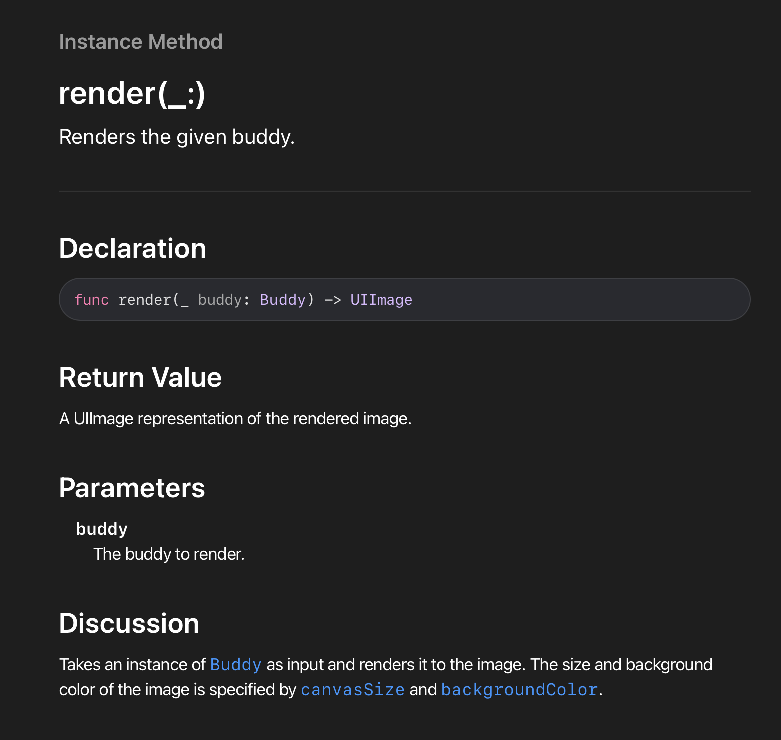 Instance Method
render(_:)
Renders the given buddy.
Declaration
func render(_ buddy: Buddy) -> UIImage
Return Value
A UIImage representation of the rendered image.
Parameters
buddy
The buddy to render.
Discussion
Takes an instance of Buddy as input and renders it to the image. The size and background
color of the image is specified by canvasSize and backgroundColor.